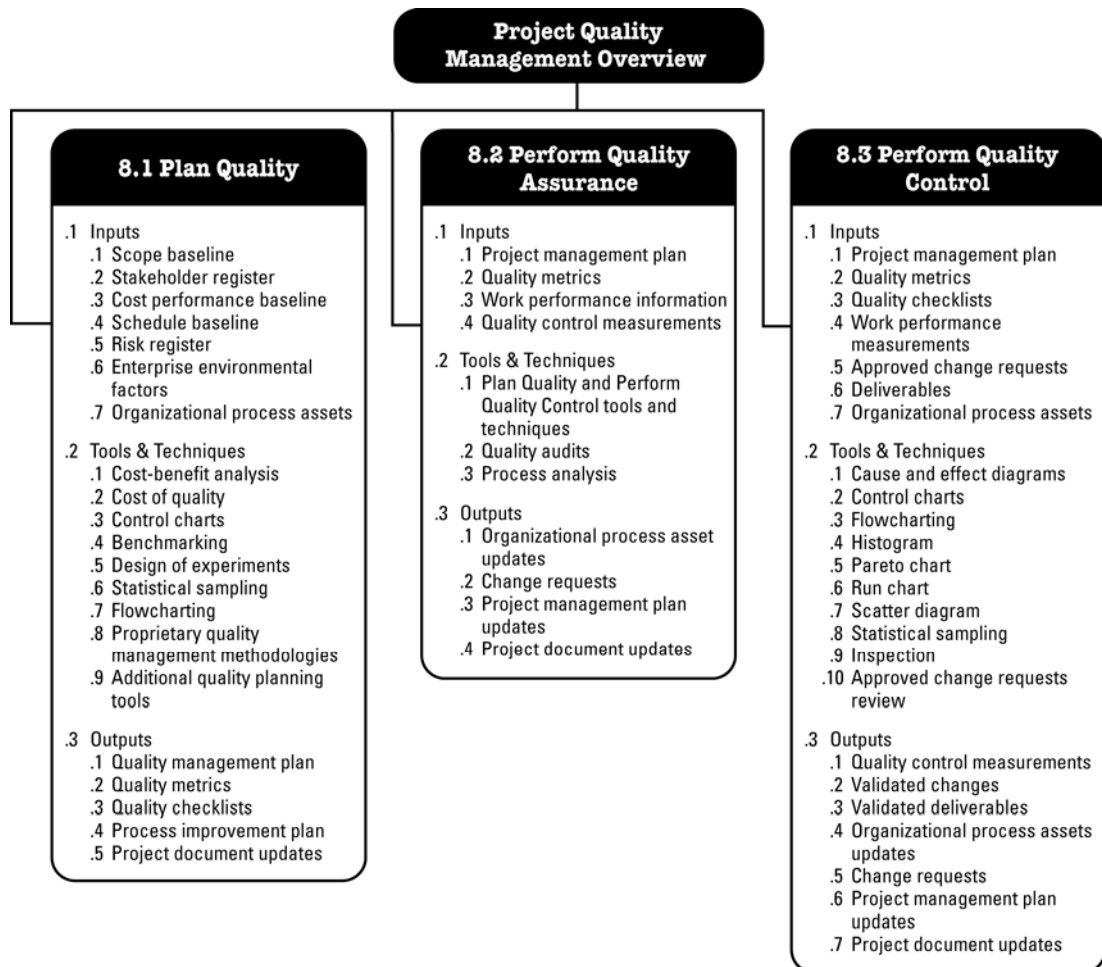 Project Quality
Management Overview
8.1 Plan Quality
.1 Inputs
.1 Scope baseline
.2 Stakeholder register
.3 Cost performance baseline
.4 Schedule baseline
.5 Risk register
.6 Enterprise environmental
factors
.7 Organizational process assets
.2 Tools & Techniques
.1 Cost-benefit analysis
.2 Cost of quality
.3 Control charts
.4 Benchmarking
.5 Design of experiments
.6 Statistical sampling
.7 Flowcharting
.8 Proprietary quality
management methodologies
.9 Additional quality planning
tools
.3 Outputs
.1 Quality management plan
.2 Quality metrics
.3 Quality checklists
.4 Process improvement plan
.5 Project document updates
8.2 Perform Quality
Assurance
.1 Inputs
.1 Project management plan
.2 Quality metrics
.3 Work performance information
.4 Quality control measurements
.2 Tools & Techniques
.1 Plan Quality and Perform
Quality Control tools and
techniques
.2 Quality audits
.3 Process analysis
.3 Outputs
.1 Organizational process asset
updates
.2 Change requests
.3 Project management plan
updates
.4 Project document updates
8.3 Perform Quality
Control
.1 Inputs
.1 Project management plan
.2 Quality metrics
.3 Quality checklists
.4 Work performance
measurements
.5 Approved change requests
.6 Deliverables
.7 Organizational process assets
.2 Tools & Techniques
.1 Cause and effect diagrams
.2 Control charts
.3 Flowcharting
.4 Histogram
.5 Pareto chart
.6 Run chart
.7 Scatter diagram
.8 Statistical sampling
.9 Inspection
.10 Approved change requests
review
.3 Outputs
.1 Quality control measurements
.2 Validated changes
.3 Validated deliverables
.4 Organizational process assets
updates
.5 Change requests
.6 Project management plan
updates
.7 Project document updates